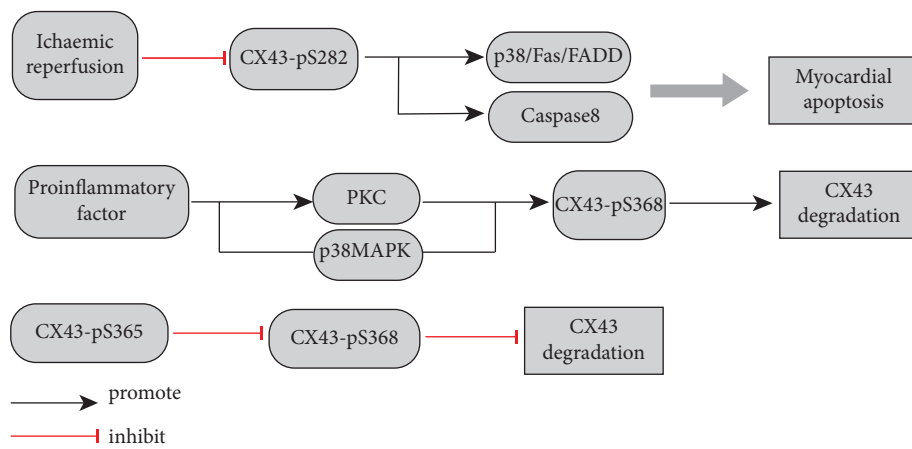 Ichaemic
reperfusion
CX43-pS282
p38/Fas/FADD
Caspase8
Myocardial
apoptosis
Proinflammatory
factor
PKC
p38MAPK
CX43-pS368
CX43
degradation
CX43-pS365
CX43-pS368
CX43
degradation
promote
inhibit